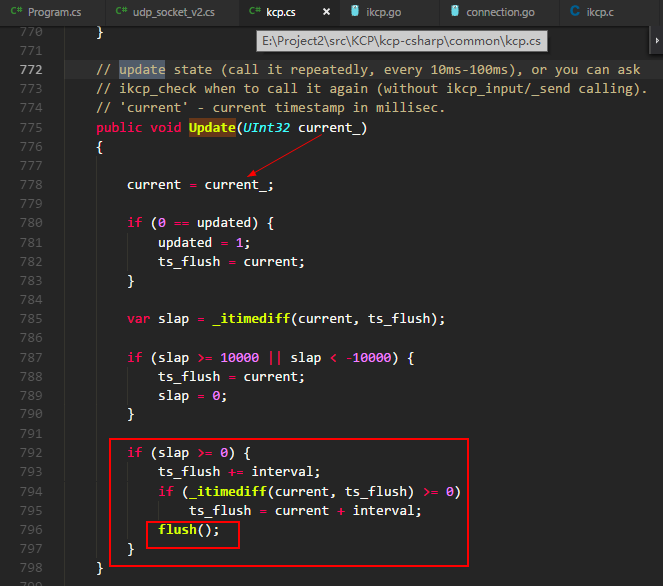 Program.cs udp_socket_v2.cs kcp.cs × ikcp.go connection.go ikcp.c
770 }
E:\Project2\src\KCP\kcp-csharp\common\kcp.cs
771
772 // update state (call it repeatedly, every 10ms-100ms), or you can ask
773 // ikcp_check when to call it again (without ikcp_input/_send calling).
774 // 'current' - current timestamp in millisec.
775 public void Update(UInt32 current_)
776 {
777
778 current = current_;
779
780 if (0 == updated) {
781 updated = 1;
782 ts_flush = current;
783 }
784
785 var slap = _itimediff(current, ts_flush);
786
787 if (slap >= 10000 || slap < -10000) {
788 ts_flush = current;
789 slap = 0;
790 }
791
792 if (slap >= 0) {
793 ts_flush += interval;
794 if (_itimediff(current, ts_flush) >= 0)
795 ts_flush = current + interval;
796 flush();
797 }
798 }